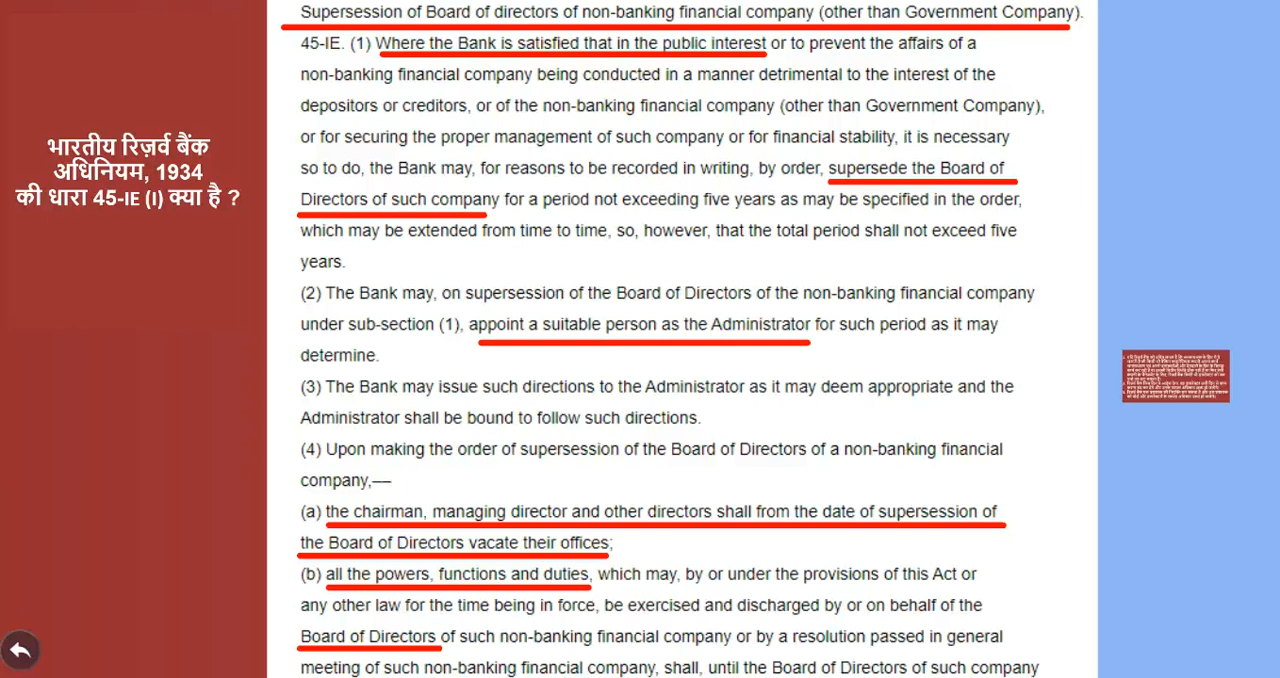 भारतीय रिज़र्व बैंक
अधिनियम, 1934
की धारा 45-IE (I) क्या है ?
Supersession of Board of directors of non-banking financial company (other than Government Company).
45-IE. (1) Where the Bank is satisfied that in the public interest or to prevent the affairs of a
non-banking financial company being conducted in a manner detrimental to the interest of the
depositors or creditors, or of the non-banking financial company (other than Government Company),
or for securing the proper management of such company or for financial stability, it is necessary
so to do, the Bank may, for reasons to be recorded in writing, by order, supersede the Board of
Directors of such company for a period not exceeding five years as may be specified in the order,
which may be extended from time to time, so, however, that the total period shall not exceed five
years.
(2) The Bank may, on supersession of the Board of Directors of the non-banking financial company
under sub-section (1), appoint a suitable person as the Administrator for such period as it may
determine.
(3) The Bank may issue such directions to the Administrator as it may deem appropriate and the
Administrator shall be bound to follow such directions.
(4) Upon making the order of supersession of the Board of Directors of a non-banking financial
company,—
(a) the chairman, managing director and other directors shall from the date of supersession of
the Board of Directors vacate their offices;
(b) all the powers, functions and duties, which may, by or under the provisions of this Act or
any other law for the time being in force, be exercised and discharged by or on behalf of the
Board of Directors of such non-banking financial company or by a resolution passed in general
meeting of such non-banking financial company, shall, until the Board of Directors of such company